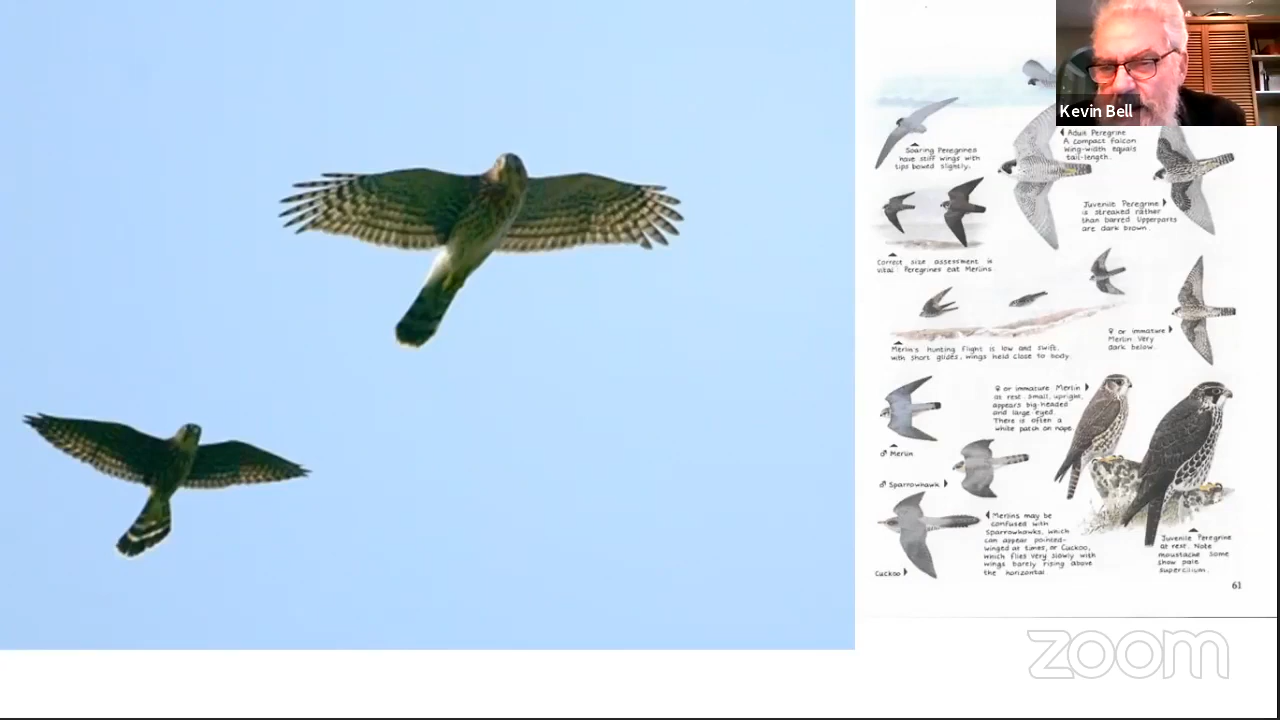 Kevin Bell
Adult Peregrine
A compact falcon
Wing-width equals
tail-length.
Soaring Peregrines
have stiff wings with
tips bowed slightly.
Juvenile Peregrine
is streaked rather
than barred Upperparts
are dark brown.
Correct size assessment is
vital: Peregrines eat Merlins
♀ or immature
Merlin Very
dark below.
Merlin's hunting flight is low and swift.
with short glides, wings held close to body.
♀ or immature Merlin
at rest. Small, upright,
appears big-headed
and large-eyed.
There is often a
white patch on nape.
♂ Merlin
♂ Sparrowhawk
Merlins may be
confused with
Sparrowhawks, which
can appear pointed-
winged at times, or Cuckoo,
which flies very slowly with
wings barely rising above
the horizontal.
Cuckoo
Juvenile Peregrine
at rest. Note
moustache some
show pale
supercilium.
61
zoom